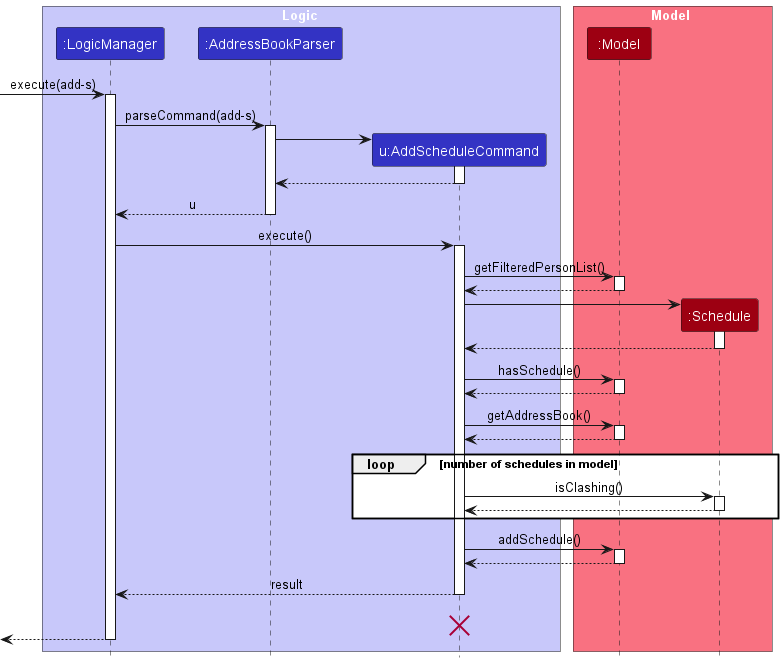 Logic
Model
:LogicManager
:AddressBookParser
:Model
execute(add-s)
parseCommand(add-s)
u:AddScheduleCommand
u
execute()
getFilteredPersonList()
:Schedule
hasSchedule()
getAddressBook()
loop
[number of schedules in model]
isClashing()
addSchedule()
result